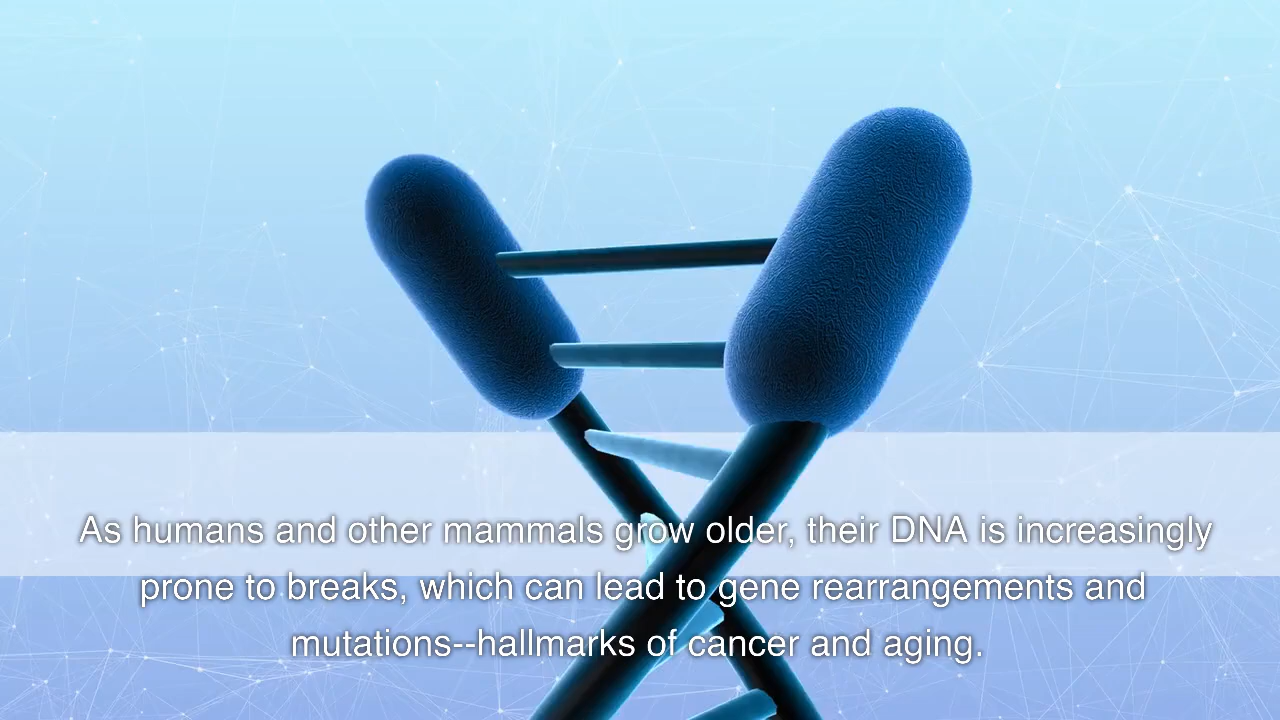 As humans and other mammals grow older, their DNA is increasingly
prone to breaks, which can lead to gene rearrangements and
mutations--hallmarks of cancer and aging.